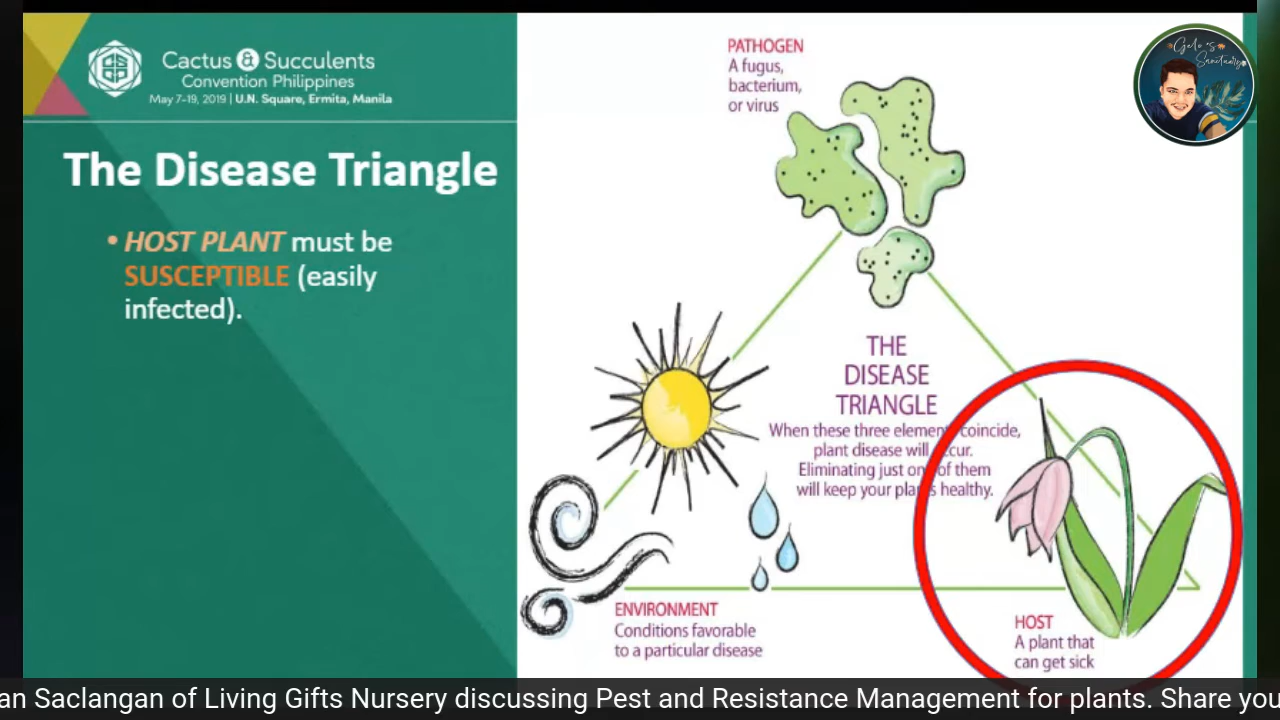 Cactus & Succulents
Convention Philippines
May 7-19, 2019 | U.N. Square, Ermita, Manila
The Disease Triangle
• HOST PLANT must be
SUSCEPTIBLE (easily
infected).
PATHOGEN
A fugus,
bacterium,
or virus
THE
DISEASE
TRIANGLE
When these three elements coincide,
plant disease will occur.
Eliminating just one of them
will keep your plants healthy.
ENVIRONMENT
Conditions favorable
to a particular disease
HOST
A plant that
can get sick
Gelo's
Sanctuary
an Saclangan of Living Gifts Nursery discussing Pest and Resistance Management for plants. Share you